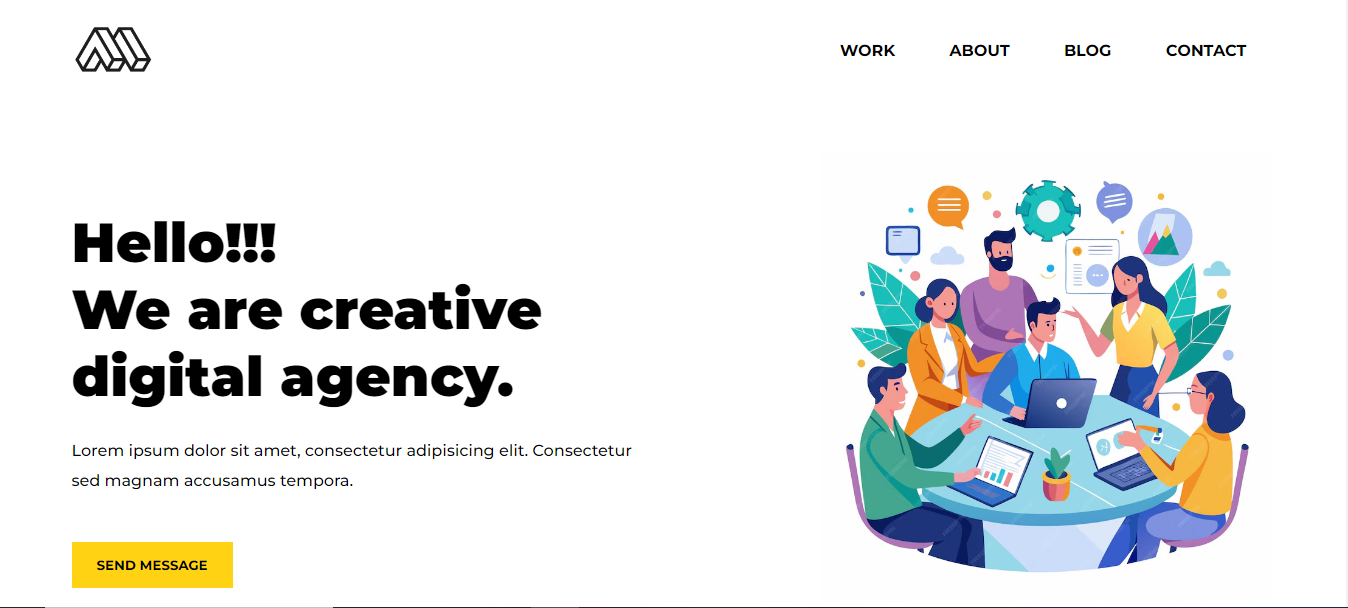 WORK ABOUT BLOG CONTACT
Hello!!!
We are creative
digital agency.
Lorem ipsum dolor sit amet, consectetur adipisicing elit. Consectetur
sed magnam accusamus tempora.
SEND MESSAGE